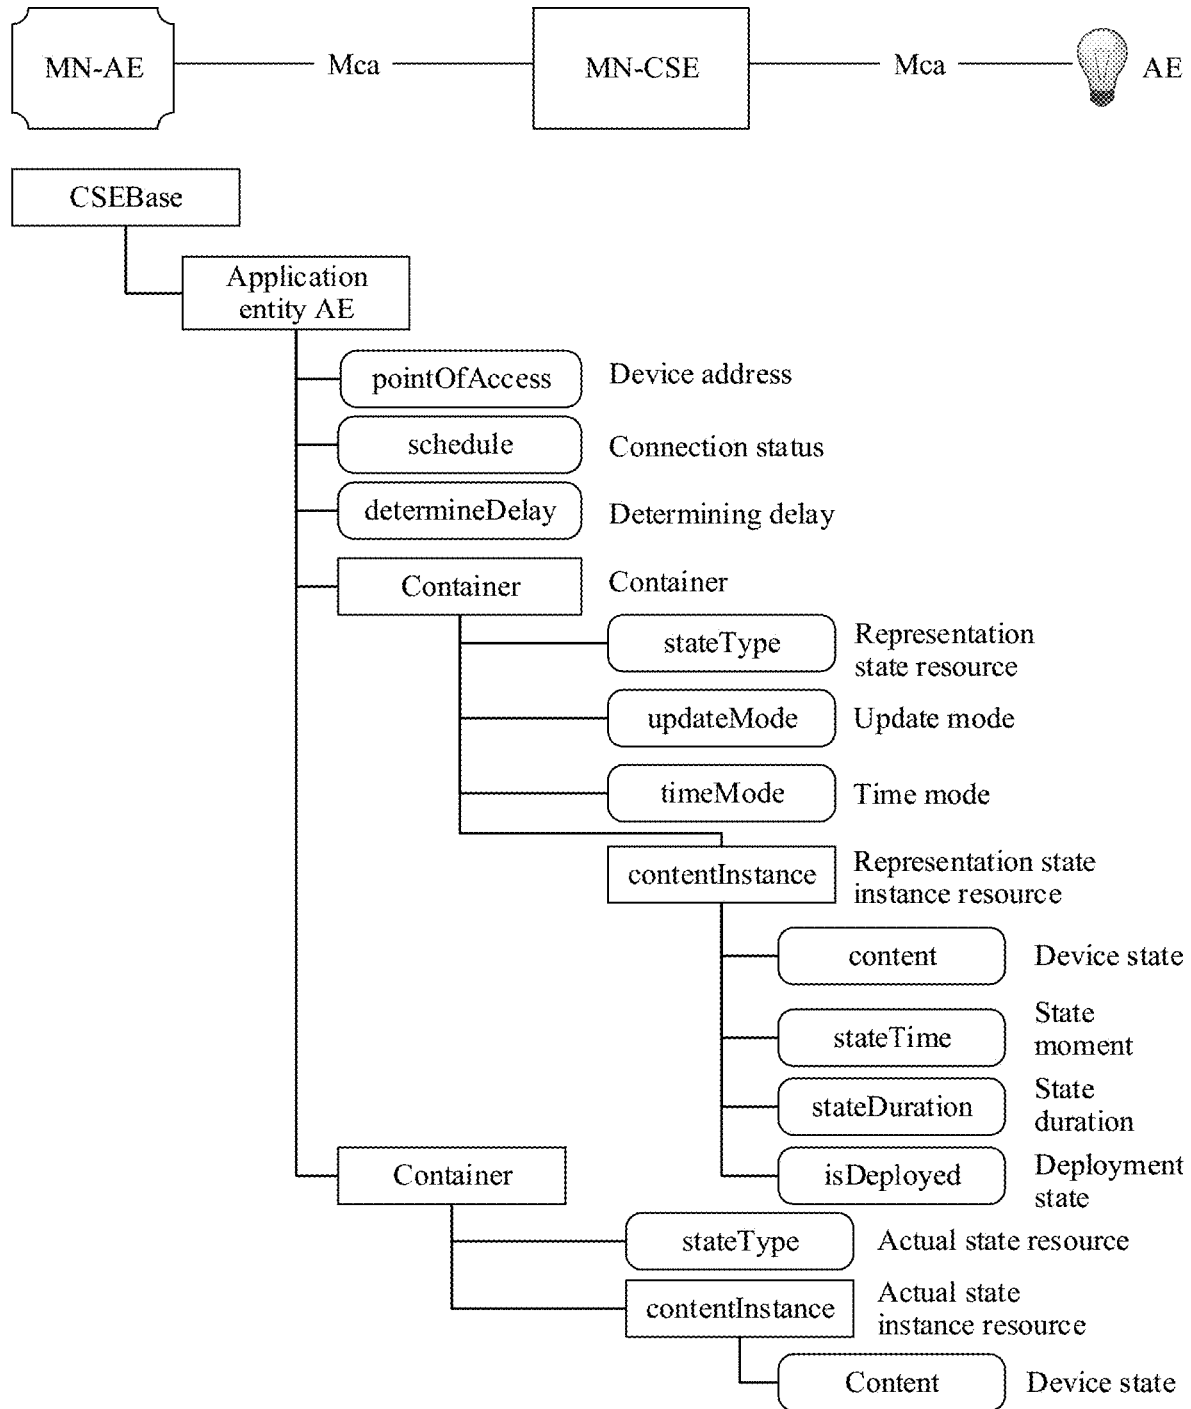 MN-AE
Mca
MN-CSE
Mca
AE
CSEBase
Application
entity AE
pointOfAccess
Device address
schedule
Connection status
determineDelay
Determining delay
Container
Container
stateType
Representation
state resource
updateMode
Update mode
timeMode
Time mode
contentInstance
Representation state
instance resource
content
Device state
stateTime
State
moment
stateDuration
State
duration
Container
isDeployed
Deployment
state
stateType
Actual state resource
contentInstance
Actual state
instance resource
Content
Device state